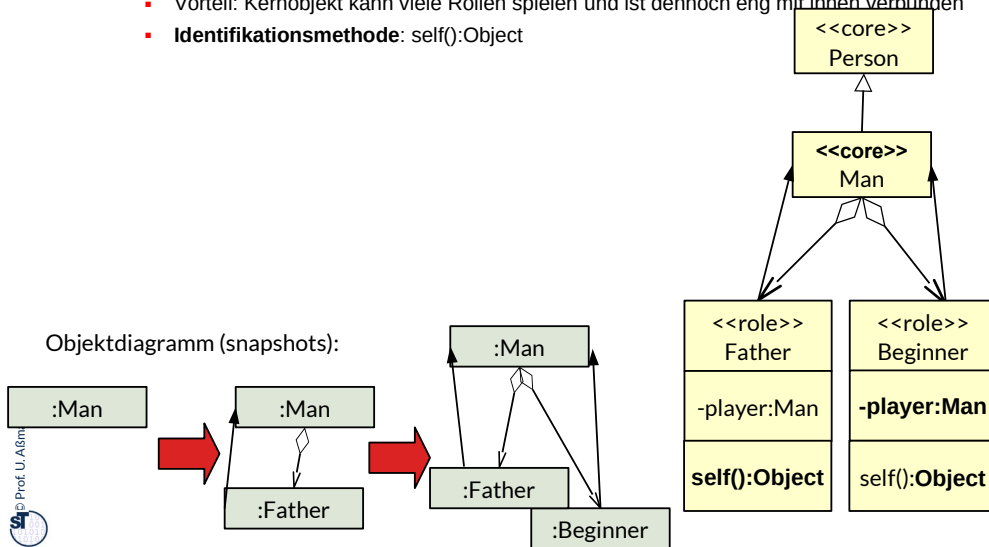 Vorteil: Kernobjekt kann viele Rollen spielen und ist dennoch eng mit ihnen verbunden
Identifikationsmethode: self():Object
<<core>>
Person
<<core>>
Man
<<role>>
Father
-player:Man
self():Object
<<role>>
Beginner
-player:Man
self():Object
Objektdiagramm (snapshots):
:Man
:Man
:Father
:Man
:Father
:Beginner
© Prof. U. Aßm
ST